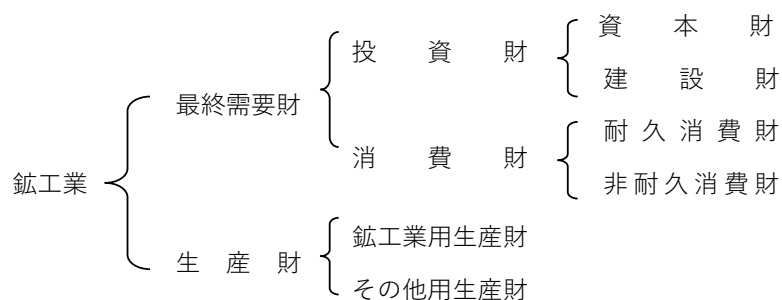 資本財
投資財
建設財
最終需要財
耐久消費財
消費財
非耐久消費財
鉱工業
鉱工業用生産財
生産財
その他用生産財